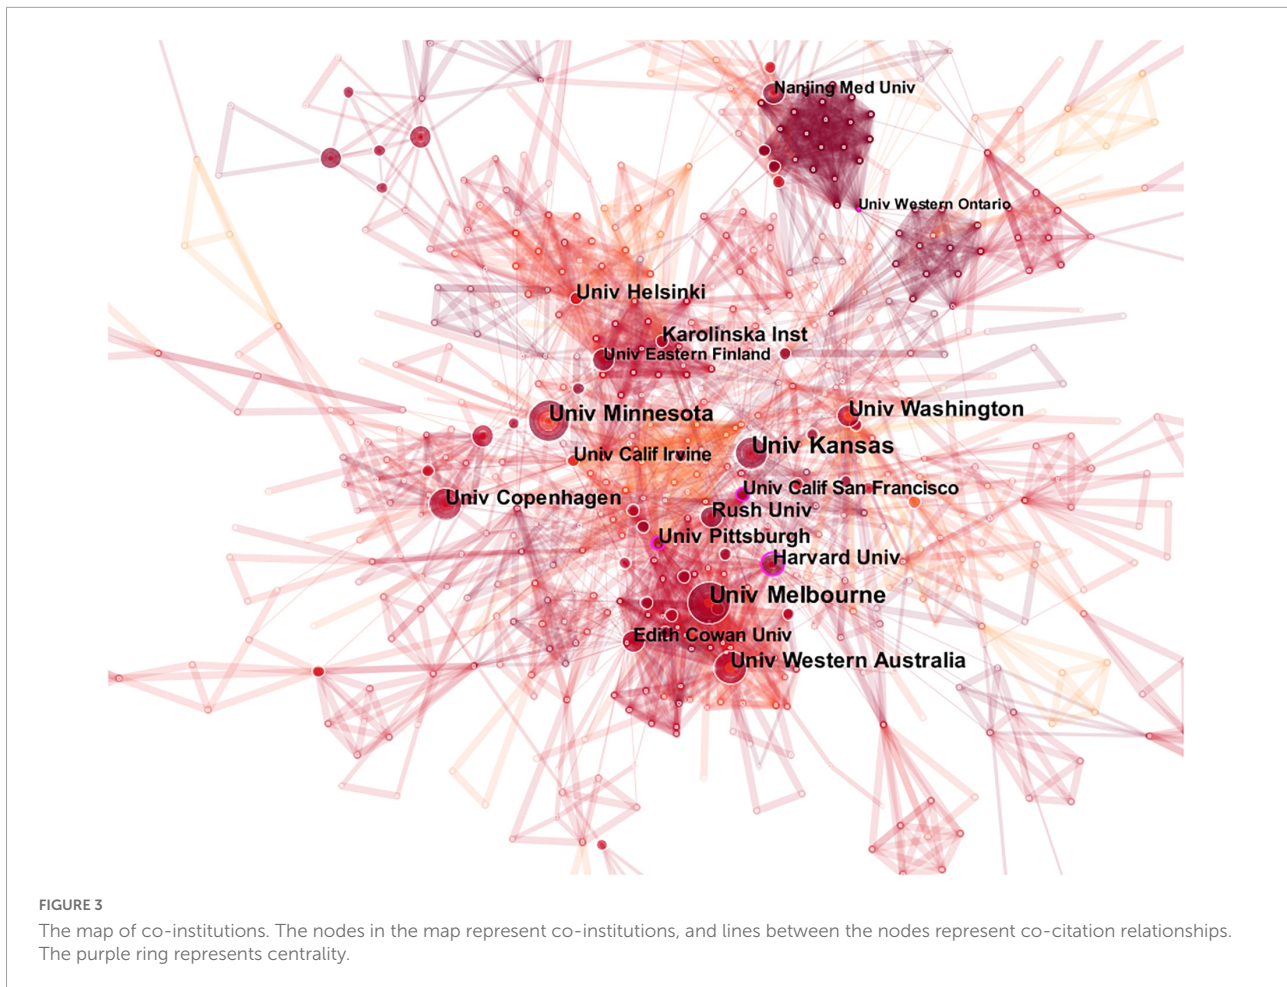 Nanjing Med Univ
Univ Western Ontario
Univ Helsinki
Karolinska Inst
Univ Eastern Finland
Univ Minnesota
Univ Washington
Univ Kansas
Univ Calif Irvine
Univ Calif San Francisco
Univ Copenhagen
Rush Univ
Univ Pittsburgh
Harvard Univ
Univ Melbourne
Edith Cowan Univ
Univ Western Australia
FIGURE 3
The map of co-institutions. The nodes in the map represent co-institutions, and lines between the nodes represent co-citation relationships.
The purple ring represents centrality.